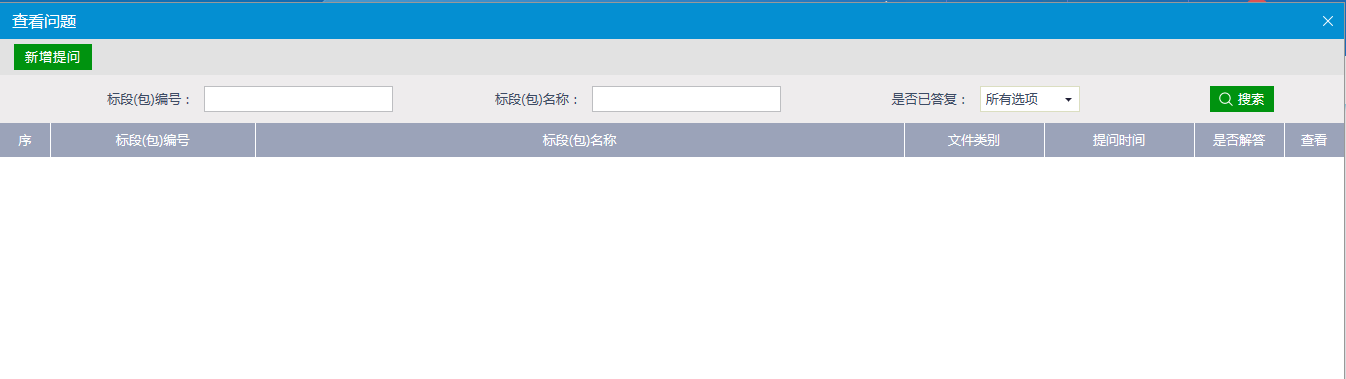 查看问题
新增提问
标段(包)编号： 标段(包)名称： 是否已答复： 所有选项 搜索
序 标段(包)编号 标段(包)名称 文件类别 提问时间 是否解答 查看